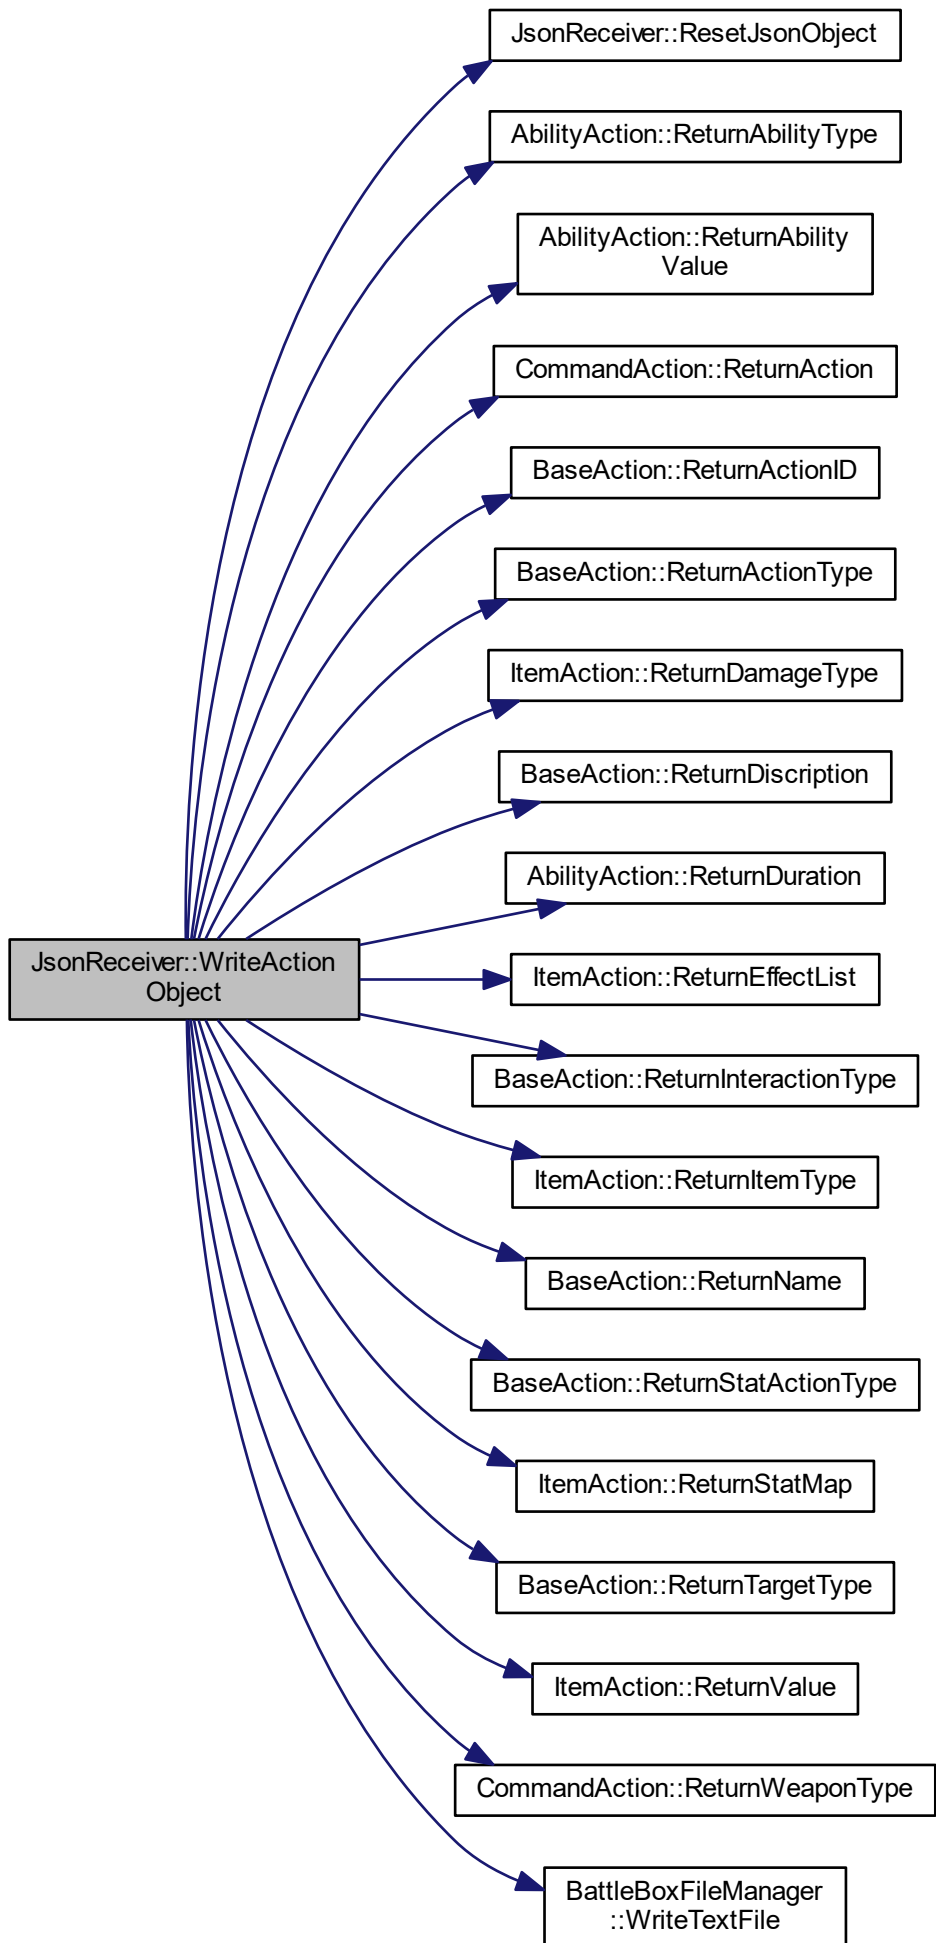 JsonReceiver::ResetJsonObject
AbilityAction::ReturnAbilityType
AbilityAction::ReturnAbility
Value
CommandAction::ReturnAction
BaseAction::ReturnActionID
BaseAction::ReturnActionType
ItemAction::ReturnDamageType
BaseAction::ReturnDiscription
AbilityAction::ReturnDuration
JsonReceiver::WriteAction
Object
ItemAction::ReturnEffectList
BaseAction::ReturnInteractionType
ItemAction::ReturnItemType
BaseAction::ReturnName
BaseAction::ReturnStatActionType
ItemAction::ReturnStatMap
BaseAction::ReturnTargetType
ItemAction::ReturnValue
CommandAction::ReturnWeaponType
BattleBoxFileManager
::WriteTextFile